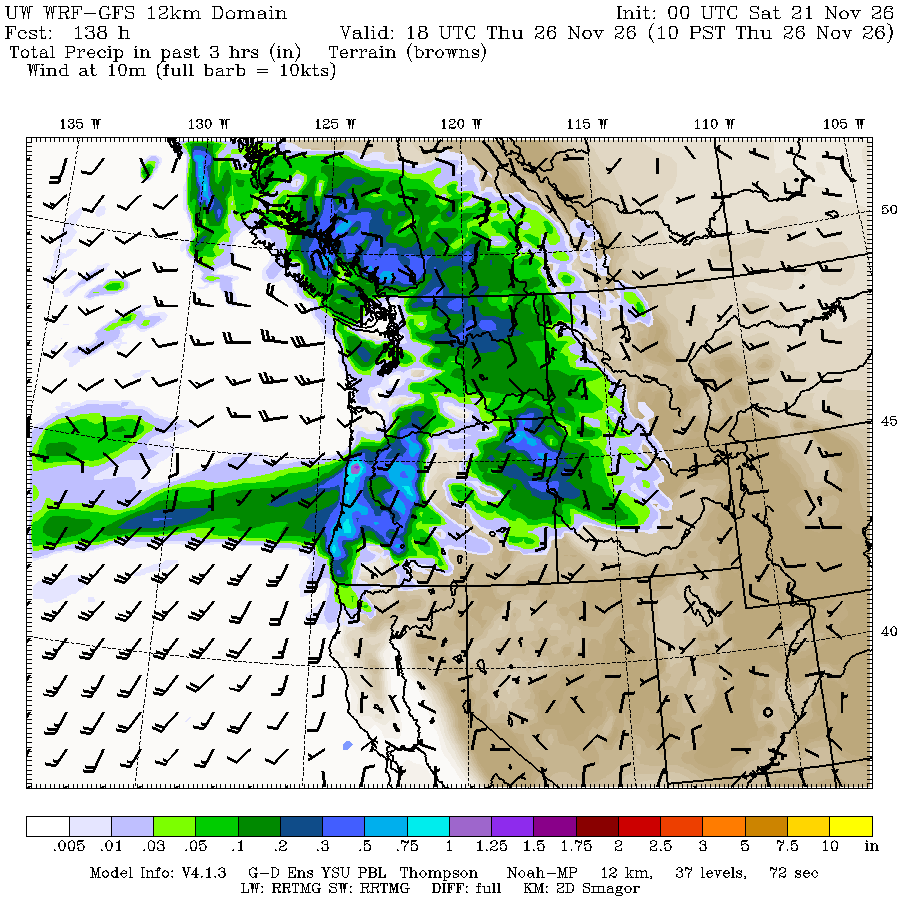 UW WRF-GFS 12km Domain Init: 00 UTC Sat 21 Nov 26
Fcst: 138 h Valid: 18 UTC Thu 26 Nov 26 (10 PST Thu 26 Nov 26)
Total Precip in past 3 hrs (in) Terrain (browns)
Wind at 10m (full barb = 10kts)
135 W 130 W 125 W 120 W 115 W 110 W 105 W
50
45
40
.005 .01 .03 .05 .1 .2 .3 .5 .75 1 1.25 1.5 1.75 2 2.5 3 5 7.5 10 in
Model Info: V4.1.3 G-D Ens YSU PBL Thompson Noah-MP 12 km, 37 levels, 72 sec
LW: RRTMG SW: RRTMG DIFF: full KM: 2D Smagor